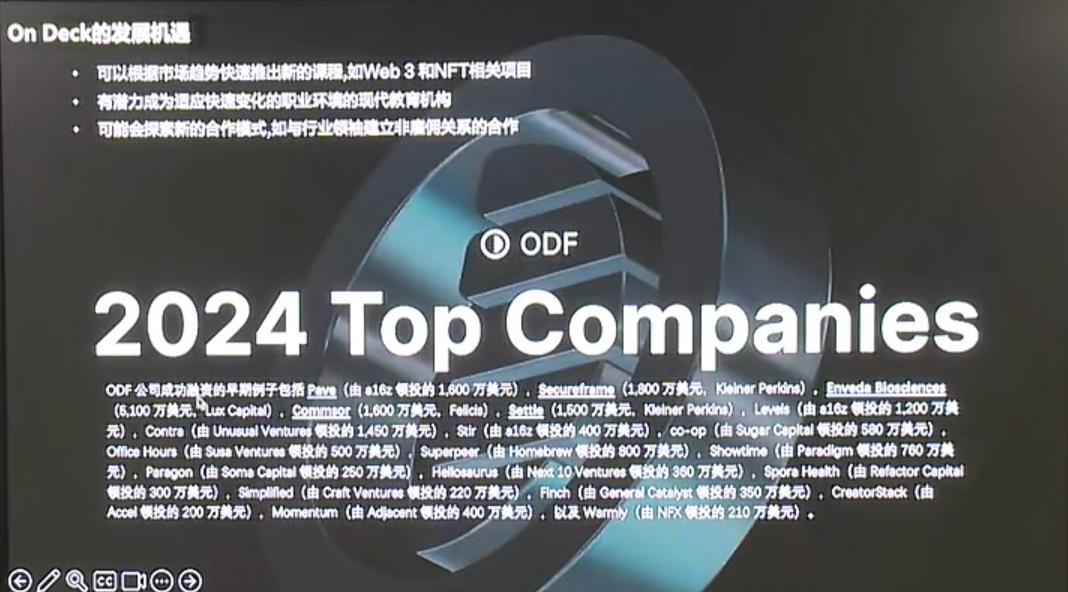 On Deck的发展机遇
• 可以根据市场趋势快速推出新的课程,如Web 3 和NFT相关项目
• 有潜力成为适应快速变化的职业环境的现代教育机构
• 可能会探索新的合作模式,如与行业领袖建立非雇佣关系的合作
ODF
2024 Top Companies
ODF 公司成功融资的早期例子包括 Pave（由 a16z 领投的 1,600 万美元），Secureframe（1,800 万美元，Kleiner Perkins），Enveda Biosciences
（5,100 万美元，Lux Capital），Commsor（1,600 万美元，Felicis），Settle（1,500 万美元，Kleiner Perkins），Levels（由 a16z 领投的 1,200 万美
元），Contra（由 Unusual Ventures 领投的 1,450 万美元），Stir（由 a16z 领投的 400 万美元），co-op（由 Sugar Capital 领投的 580 万美元），
Office Hours（由 Susa Ventures 领投的 500 万美元），Superpeer（由 Homebrew 领投的 800 万美元），Showtime（由 Paradigm 领投的 760 万美
元），Paragon（由 Soma Capital 领投的 250 万美元），Heliosaurus（由 Next 10 Ventures 领投的 360 万美元），Spora Health（由 Refactor Capital
领投的 300 万美元），Simplified（由 Craft Ventures 领投的 220 万美元），Finch（由 General Catalyst 领投的 350 万美元），CreatorStack（由
Accel 领投的 200 万美元），Momentum（由 Adjacent 领投的 400 万美元），以及 Warmly（由 NFX 领投的 210 万美元）。
CC